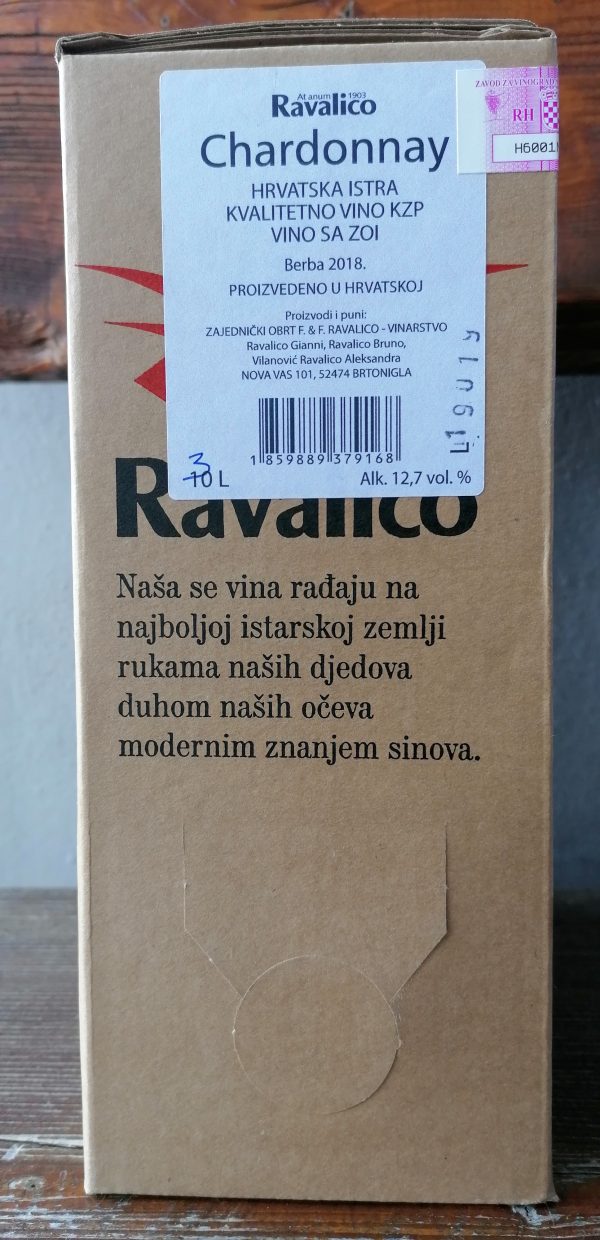 At anum 1903
Ravalico
Chardonnay
HRVATSKA ISTRA
KVALITETNO VINO KZP
VINO SA ZOI
Berba 2018.
PROIZVEDENO U HRVATSKOJ
Proizvodi i puni:
ZAJEDNIČKI OBRT F. & F. RAVALICO - VINARSTVO
Ravalico Gianni, Ravalico Bruno,
Vilanović Ravalico Aleksandra
NOVA VAS 101, 52474 BRTONIGLA
1 859889 379168
3
10 L
Alk. 12,7 vol. %
L19019
ZAVOD ZA
RH
H6001
Ravalico
Naša se vina rađaju na
najboljoj istarskoj zemlji
rukama naših djedova
duhom naših očeva
modernim znanjem sinova.